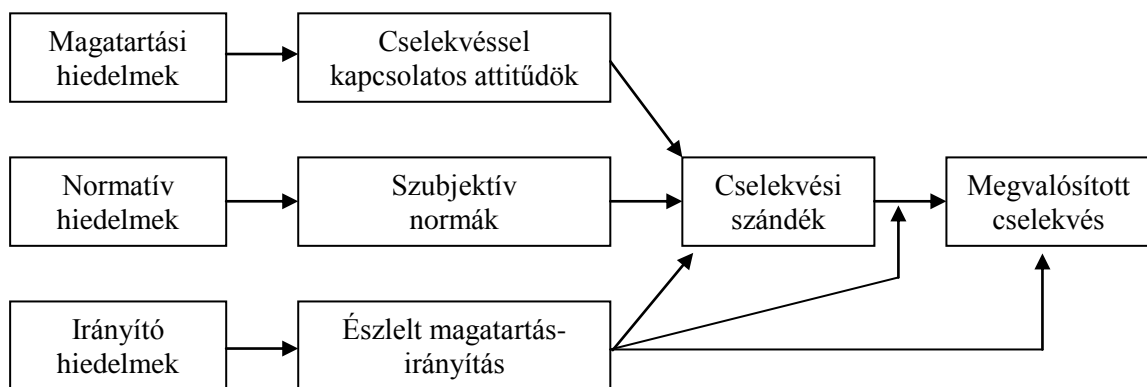 Magatartási
hiedelmek
Cselekvéssel
kapcsolatos attitűdök
Normatív
hiedelmek
Szubjektív
normák
Cselekvési
szándék
Megvalósított
cselekvés
Irányító
hiedelmek
Észlelt magatartás-
irányítás